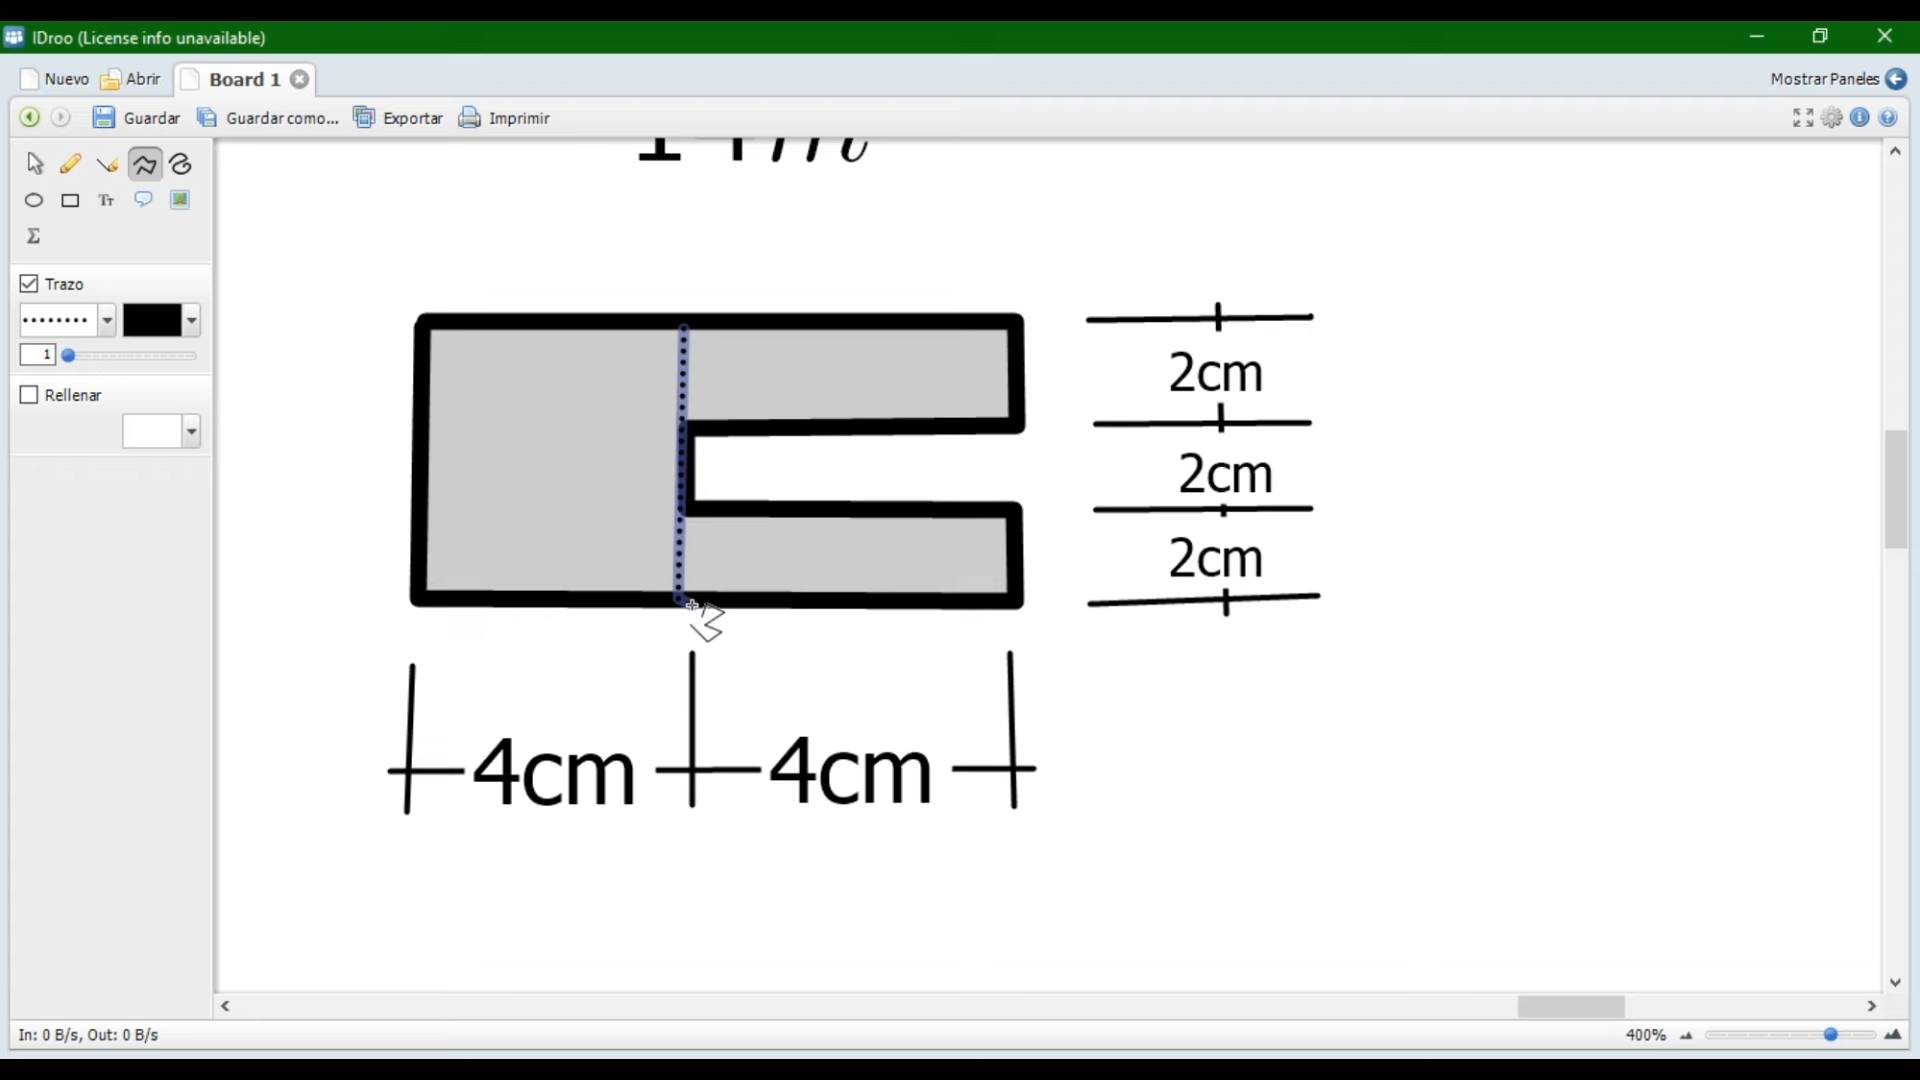 IDroo (License info unavailable)
Nuevo Abrir Board 1 Mostrar Paneles
Guardar Guardar como... Exportar Imprimir
Tт
Σ
Trazo
1
Rellenar
2cm
2cm
2cm
4cm 4cm
In: 0 B/s, Out: 0 B/s 400%